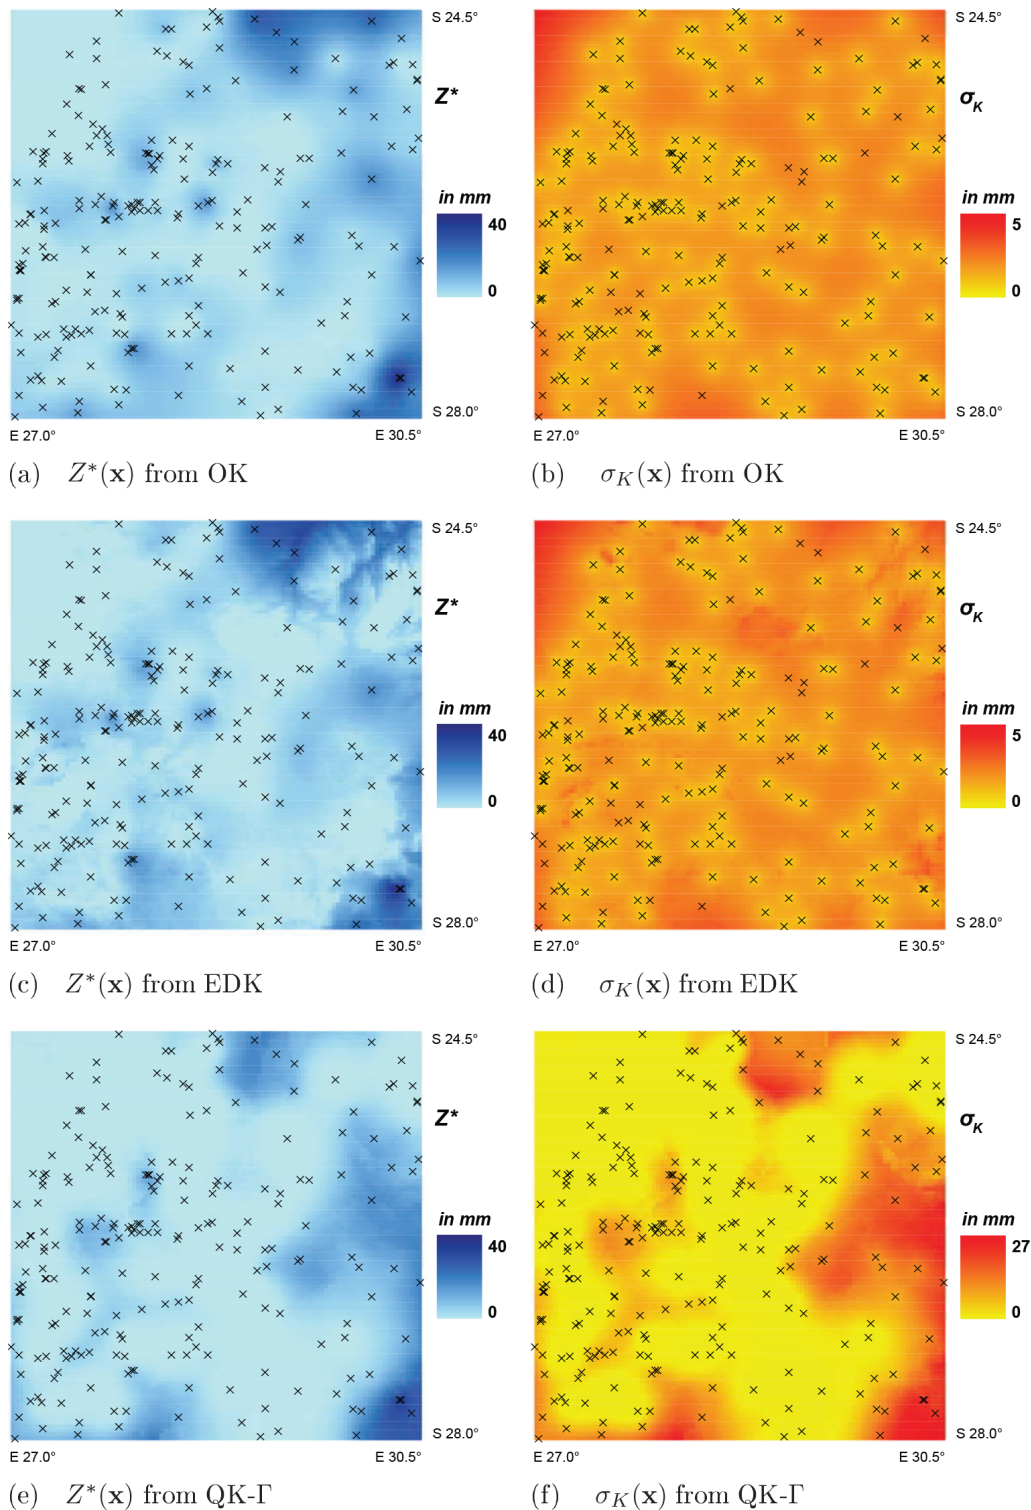 S 24.5°
Z*
in mm
40
0
S 28.0°
E 27.0°
E 30.5°
S 24.5°
σK
in mm
5
0
S 28.0°
E 27.0°
E 30.5°
(a) Z*(x) from OK
(b) σK(x) from OK
S 24.5°
Z*
in mm
40
0
S 28.0°
E 27.0°
E 30.5°
S 24.5°
σK
in mm
5
0
S 28.0°
E 27.0°
E 30.5°
(c) Z*(x) from EDK
(d) σK(x) from EDK
S 24.5°
Z*
in mm
40
0
S 28.0°
E 27.0°
E 30.5°
S 24.5°
σK
in mm
27
0
S 28.0°
E 27.0°
E 30.5°
(e) Z*(x) from QK-Γ
(f) σK(x) from QK-Γ